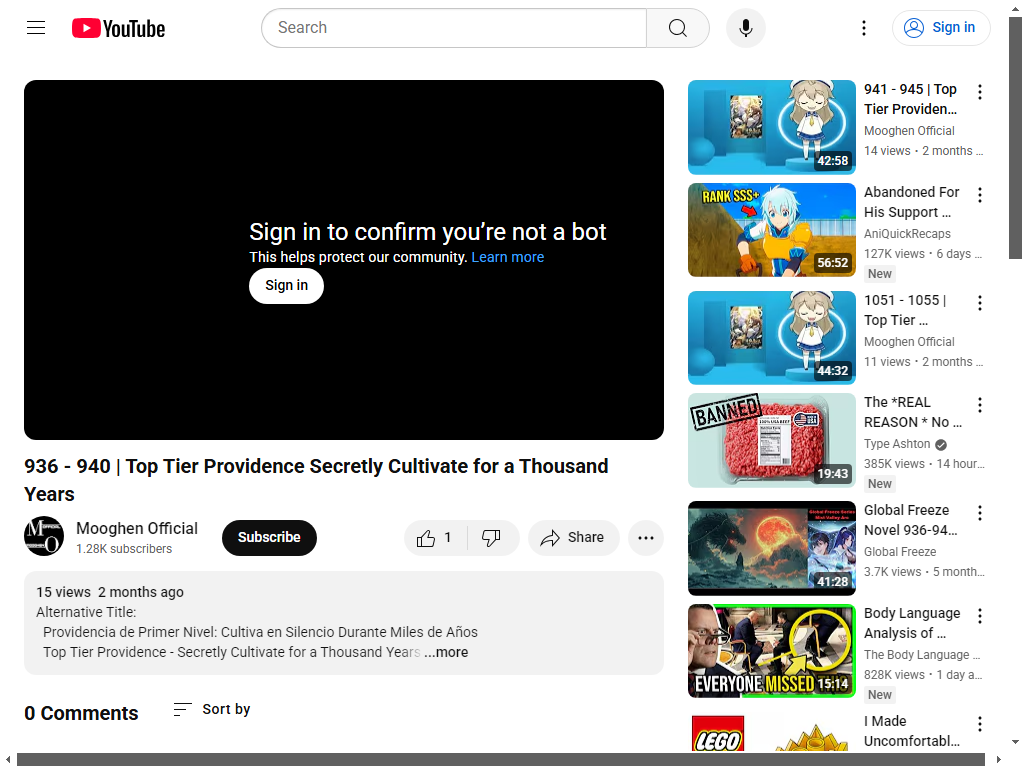 YouTube
Search
Sign in
Sign in to confirm you're not a bot
This helps protect our community. Learn more
Sign in
936 - 940 | Top Tier Providence Secretly Cultivate for a Thousand
Years
Mooghen Official
1.28K subscribers
Subscribe
1
Share
15 views 2 months ago
Alternative Title:
Providencia de Primer Nivel: Cultiva en Silencio Durante Miles de Años
Top Tier Providence - Secretly Cultivate for a Thousand Years ...more
0 Comments
Sort by
42:58
941 - 945 | Top
Tier Providen...
Mooghen Official
14 views • 2 months ...
RANK SSS+
56:52
Abandoned For
His Support ...
AniQuickRecaps
127K views • 6 days ...
New
44:32
1051 - 1055 |
Top Tier ...
Mooghen Official
11 views • 2 months ...
BANNED
19:43
The *REAL
REASON * No ...
Type Ashton
385K views • 14 hour...
New
Global Freeze Series
41:28
Global Freeze
Novel 936-94...
Global Freeze
3.7K views • 5 month...
EVERYONE MISSED THIS
15:14
Body Language
Analysis of ...
The Body Language ...
828K views • 1 day a...
New
LEGO
I Made
Uncomfortabl...